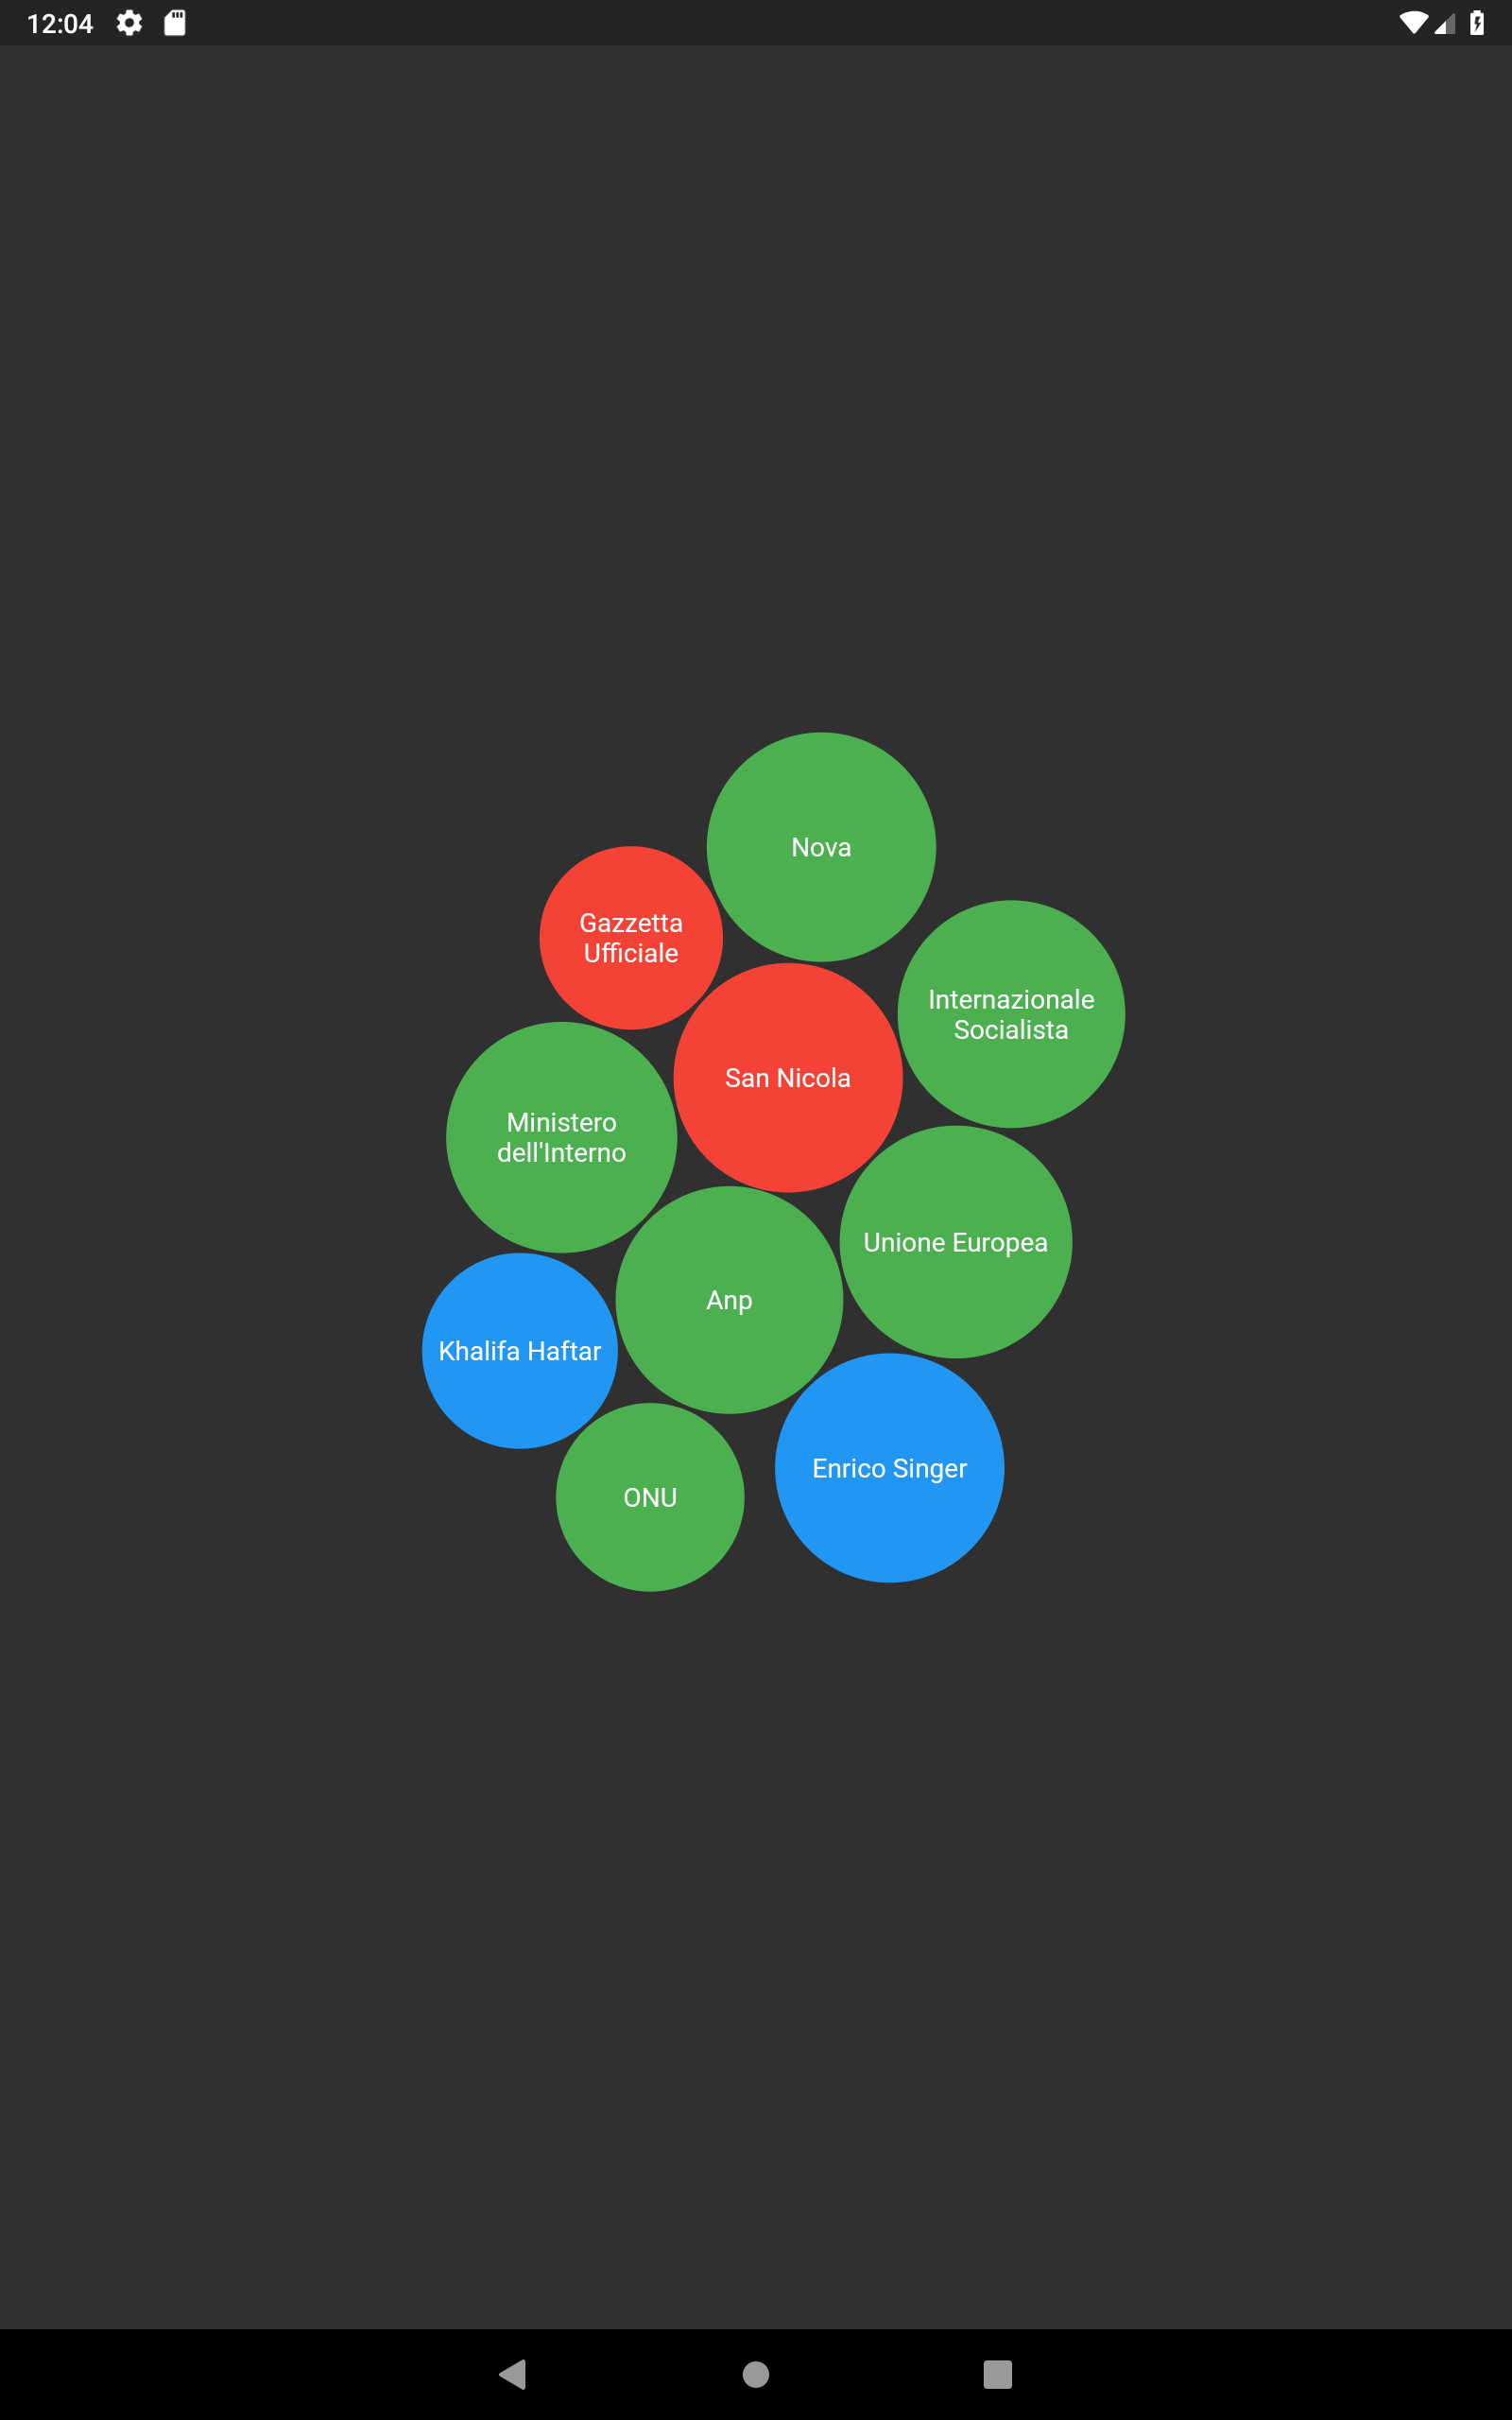 12:04
Nova
Gazzetta
Ufficiale
Internazionale
Socialista
San Nicola
Ministero
dell'Interno
Unione Europea
Anp
Khalifa Haftar
Enrico Singer
ONU